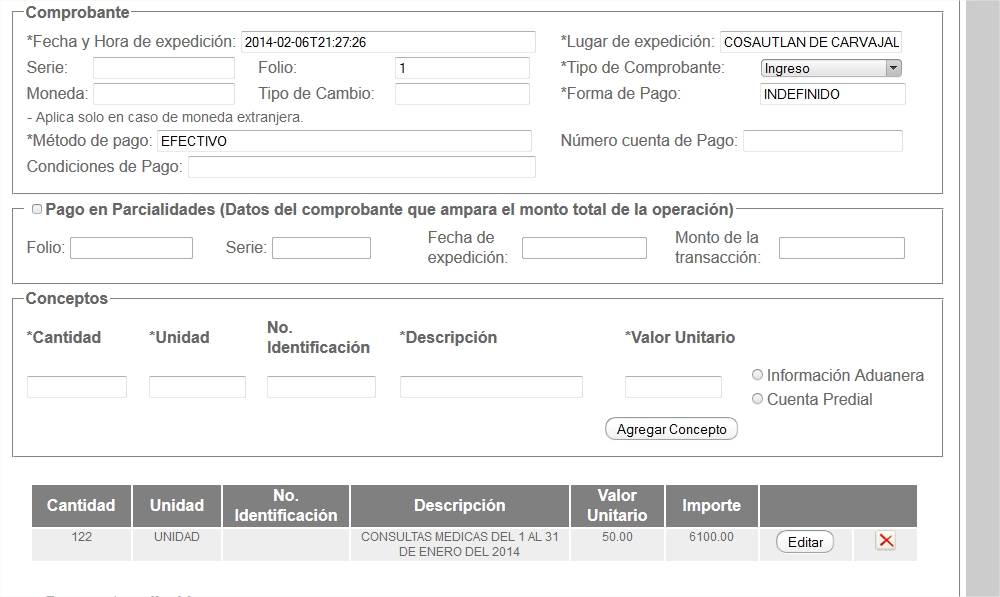 Comprobante
*Fecha y Hora de expedición: 2014-02-06T21:27:26 *Lugar de expedición: COSAUTLAN DE CARVAJAL
Serie: Folio: 1 *Tipo de Comprobante: Ingreso
Moneda: Tipo de Cambio: *Forma de Pago: INDEFINIDO
- Aplica solo en caso de moneda extranjera.
*Método de pago: EFECTIVO Número cuenta de Pago:
Condiciones de Pago:
Pago en Parcialidades (Datos del comprobante que ampara el monto total de la operación)
Folio: Serie: Fecha de expedición: Monto de la transacción:
Conceptos
*Cantidad *Unidad No. Identificación *Descripción *Valor Unitario
Información Aduanera
Cuenta Predial
Agregar Concepto
Cantidad Unidad No. Identificación Descripción Valor Unitario Importe
122 UNIDAD CONSULTAS MEDICAS DEL 1 AL 31 50.00 6100.00 Editar
DE ENERO DEL 2014